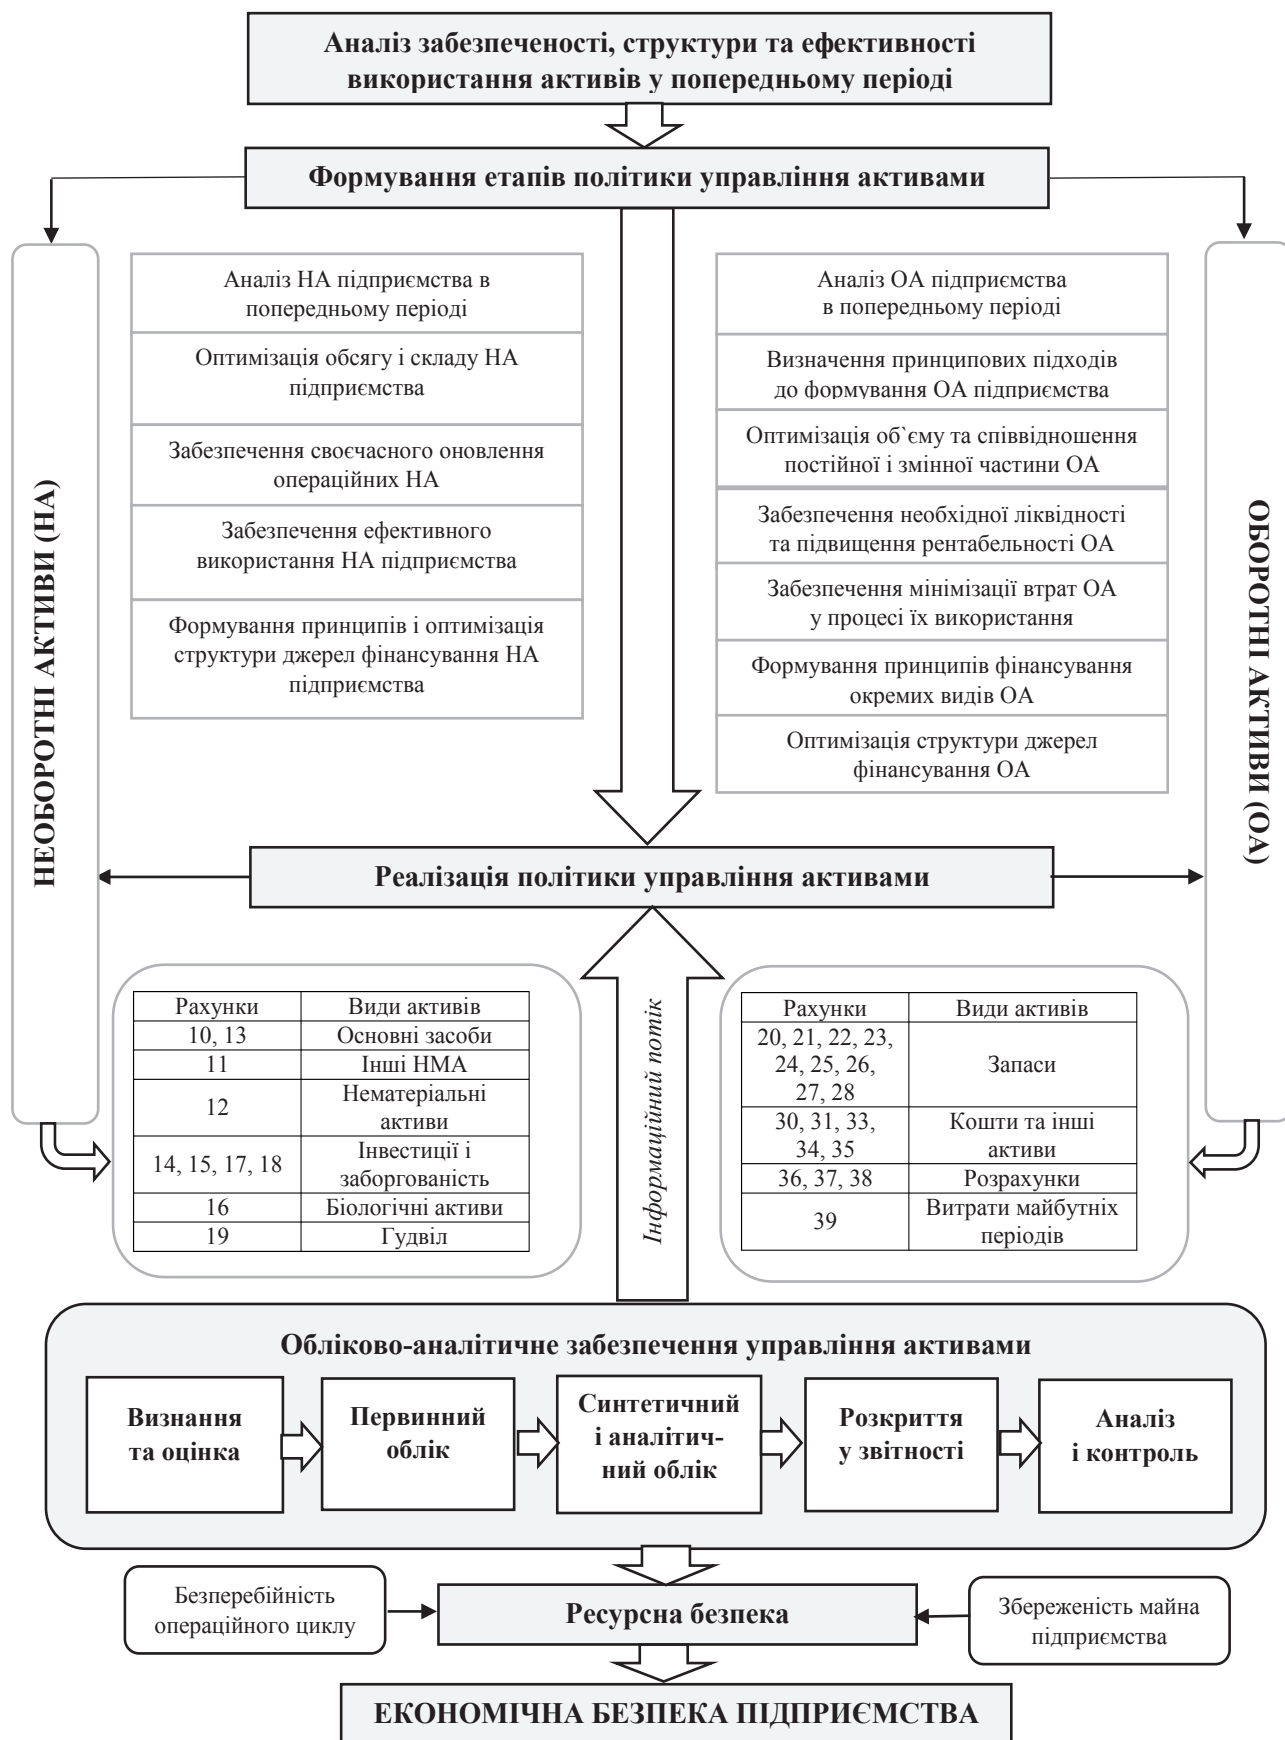 Аналіз забезпеченості, структури та ефективності
використання активів у попередньому періоді
Формування етапів політики управління активами
НЕОБОРОТНІ АКТИВИ (НА)
Аналіз НА підприємства в
попередньому періоді
Оптимізація обсягу і складу НА
підприємства
Забезпечення своєчасного оновлення
операційних НА
Забезпечення ефективного
використання НА підприємства
Формування принципів і оптимізація
структури джерел фінансування НА
підприємства
Аналіз ОА підприємства
в попередньому періоді
Визначення принципових підходів
до формування ОА підприємства
Оптимізація об`єму та співвідношення
постійної і змінної частини ОА
Забезпечення необхідної ліквідності
та підвищення рентабельності ОА
Забезпечення мінімізації втрат ОА
у процесі їх використання
Формування принципів фінансування
окремих видів ОА
Оптимізація структури джерел
фінансування ОА
ОБОРОТНІ АКТИВИ (ОА)
Реалізація політики управління активами
Рахунки Види активів
10, 13 Основні засоби
11 Інші НМА
12 Нематеріальні
активи
14, 15, 17, 18 Інвестиції і
заборгованість
16 Біологічні активи
19 Гудвіл
Інформаційний потік
Рахунки Види активів
20, 21, 22, 23,
24, 25, 26,
27, 28
Запаси
30, 31, 33,
34, 35
Кошти та інші
активи
36, 37, 38 Розрахунки
39 Витрати майбутніх
періодів
Обліково-аналітичне забезпечення управління активами
Визнання
та оцінка
Первинний
облік
Синтетичний
і аналітич-
ний облік
Розкриття
у звітності
Аналіз
і контроль
Безперебійність
операційного циклу
Ресурсна безпека
Збереженість майна
підприємства
ЕКОНОМІЧНА БЕЗПЕКА ПІДПРИЄМСТВА